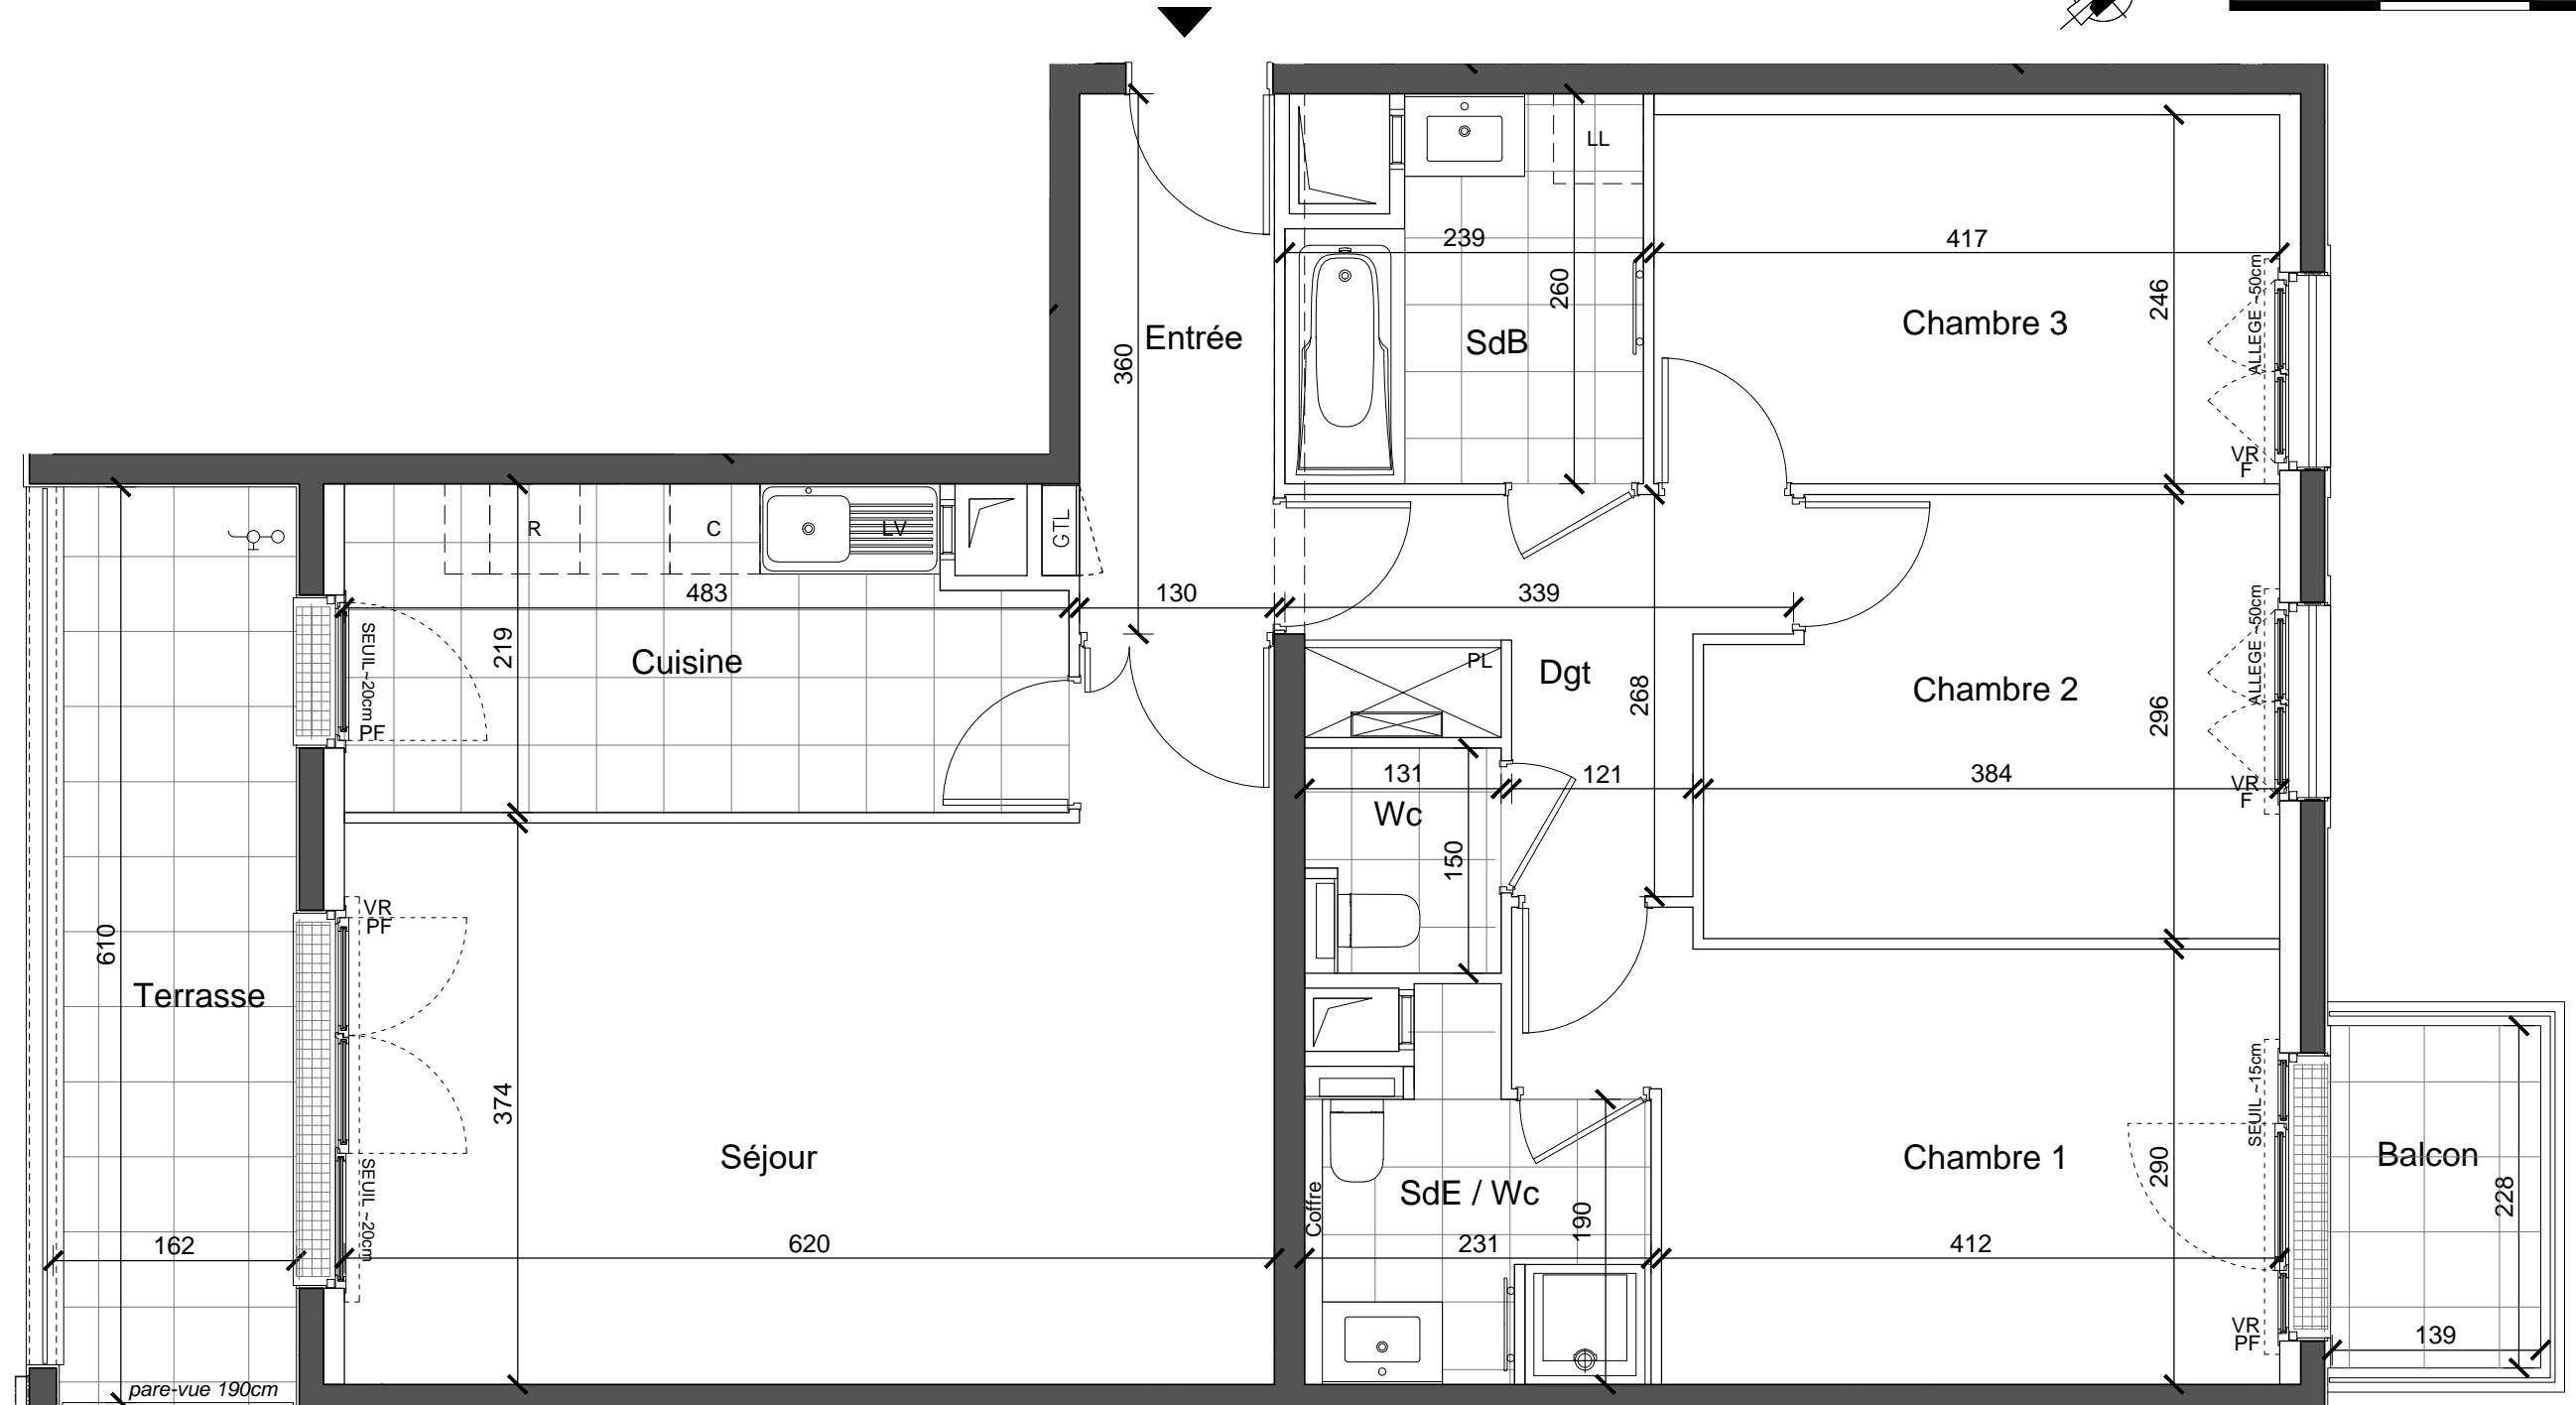 LL
239
417
260
246
ALLEGE ~50cm
Entrée
SdB
Chambre 3
360
VR
F
R
C
LV
GTL
483
130
339
SEUIL ~20cm
PF
219
Cuisine
PL
Dgt
268
Chambre 2
296
ALLEGE ~50cm
131
121
384
VR
F
Wc
150
VR
PF
610
Terrasse
374
Séjour
SEUIL ~20cm
162
620
Coffre
SdE / Wc
190
231
Chambre 1
290
412
SEUIL ~15cm
Balcon
228
139
VR
PF
pare-vue 190cm